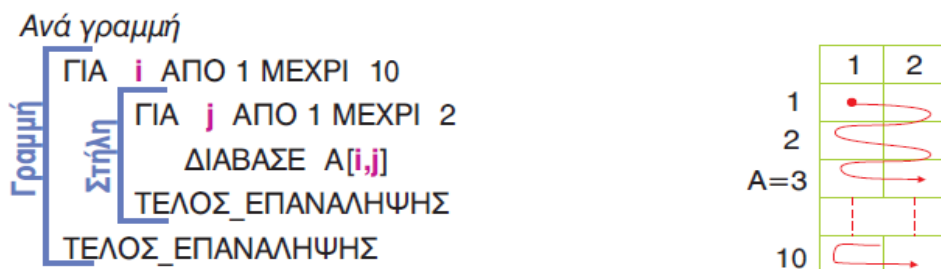 Ανά γραμμή
ΓΙΑ i ΑΠΟ 1 ΜΕΧΡΙ 10
ΓΙΑ j ΑΠΟ 1 ΜΕΧΡΙ 2
ΔΙΑΒΑΣΕ Α[i,j]
ΤΕΛΟΣ_ΕΠΑΝΑΛΗΨΗΣ
ΤΕΛΟΣ_ΕΠΑΝΑΛΗΨΗΣ
Γραμμή
Στήλη
1 2
1
2
Α=3
10